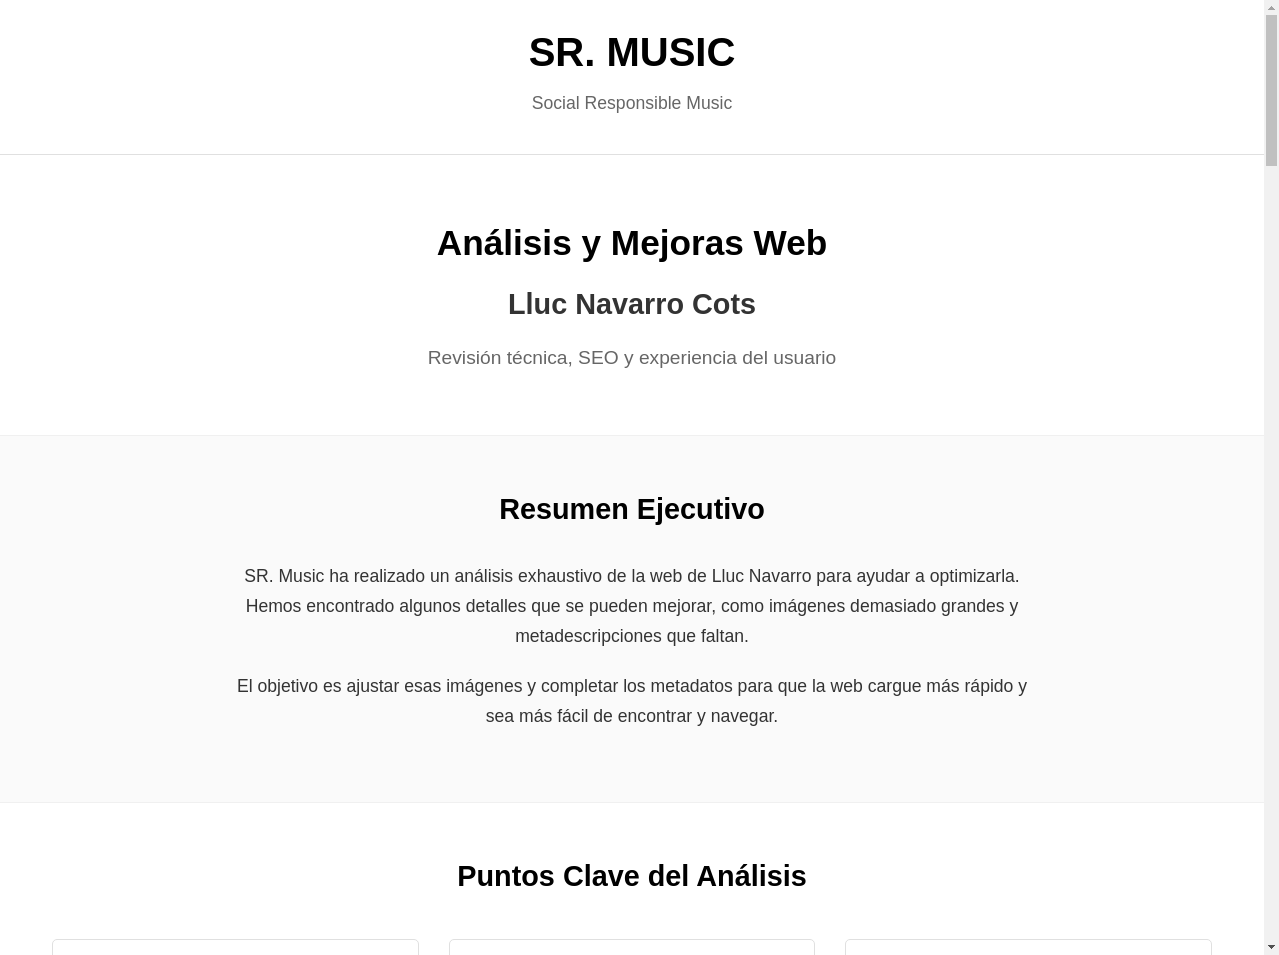 SR. MUSIC
Social Responsible Music
Análisis y Mejoras Web
Lluc Navarro Cots
Revisión técnica, SEO y experiencia del usuario
Resumen Ejecutivo
SR. Music ha realizado un análisis exhaustivo de la web de Lluc Navarro para ayudar a optimizarla.
Hemos encontrado algunos detalles que se pueden mejorar, como imágenes demasiado grandes y
metadescripciones que faltan.
El objetivo es ajustar esas imágenes y completar los metadatos para que la web cargue más rápido y
sea más fácil de encontrar y navegar.
Puntos Clave del Análisis